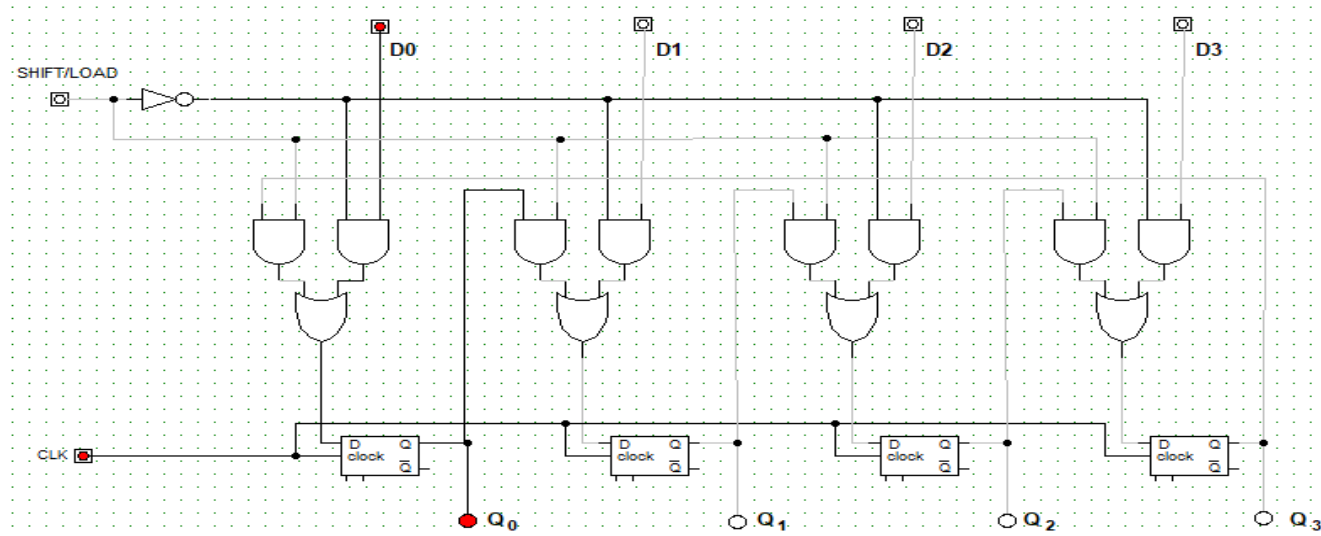 D0
D1
D2
D3
SHIFT/LOAD
D Q
clock
Q
D Q
clock
Q
D Q
clock
Q
D Q
clock
Q
CLK
Q0
Q1
Q2
Q3